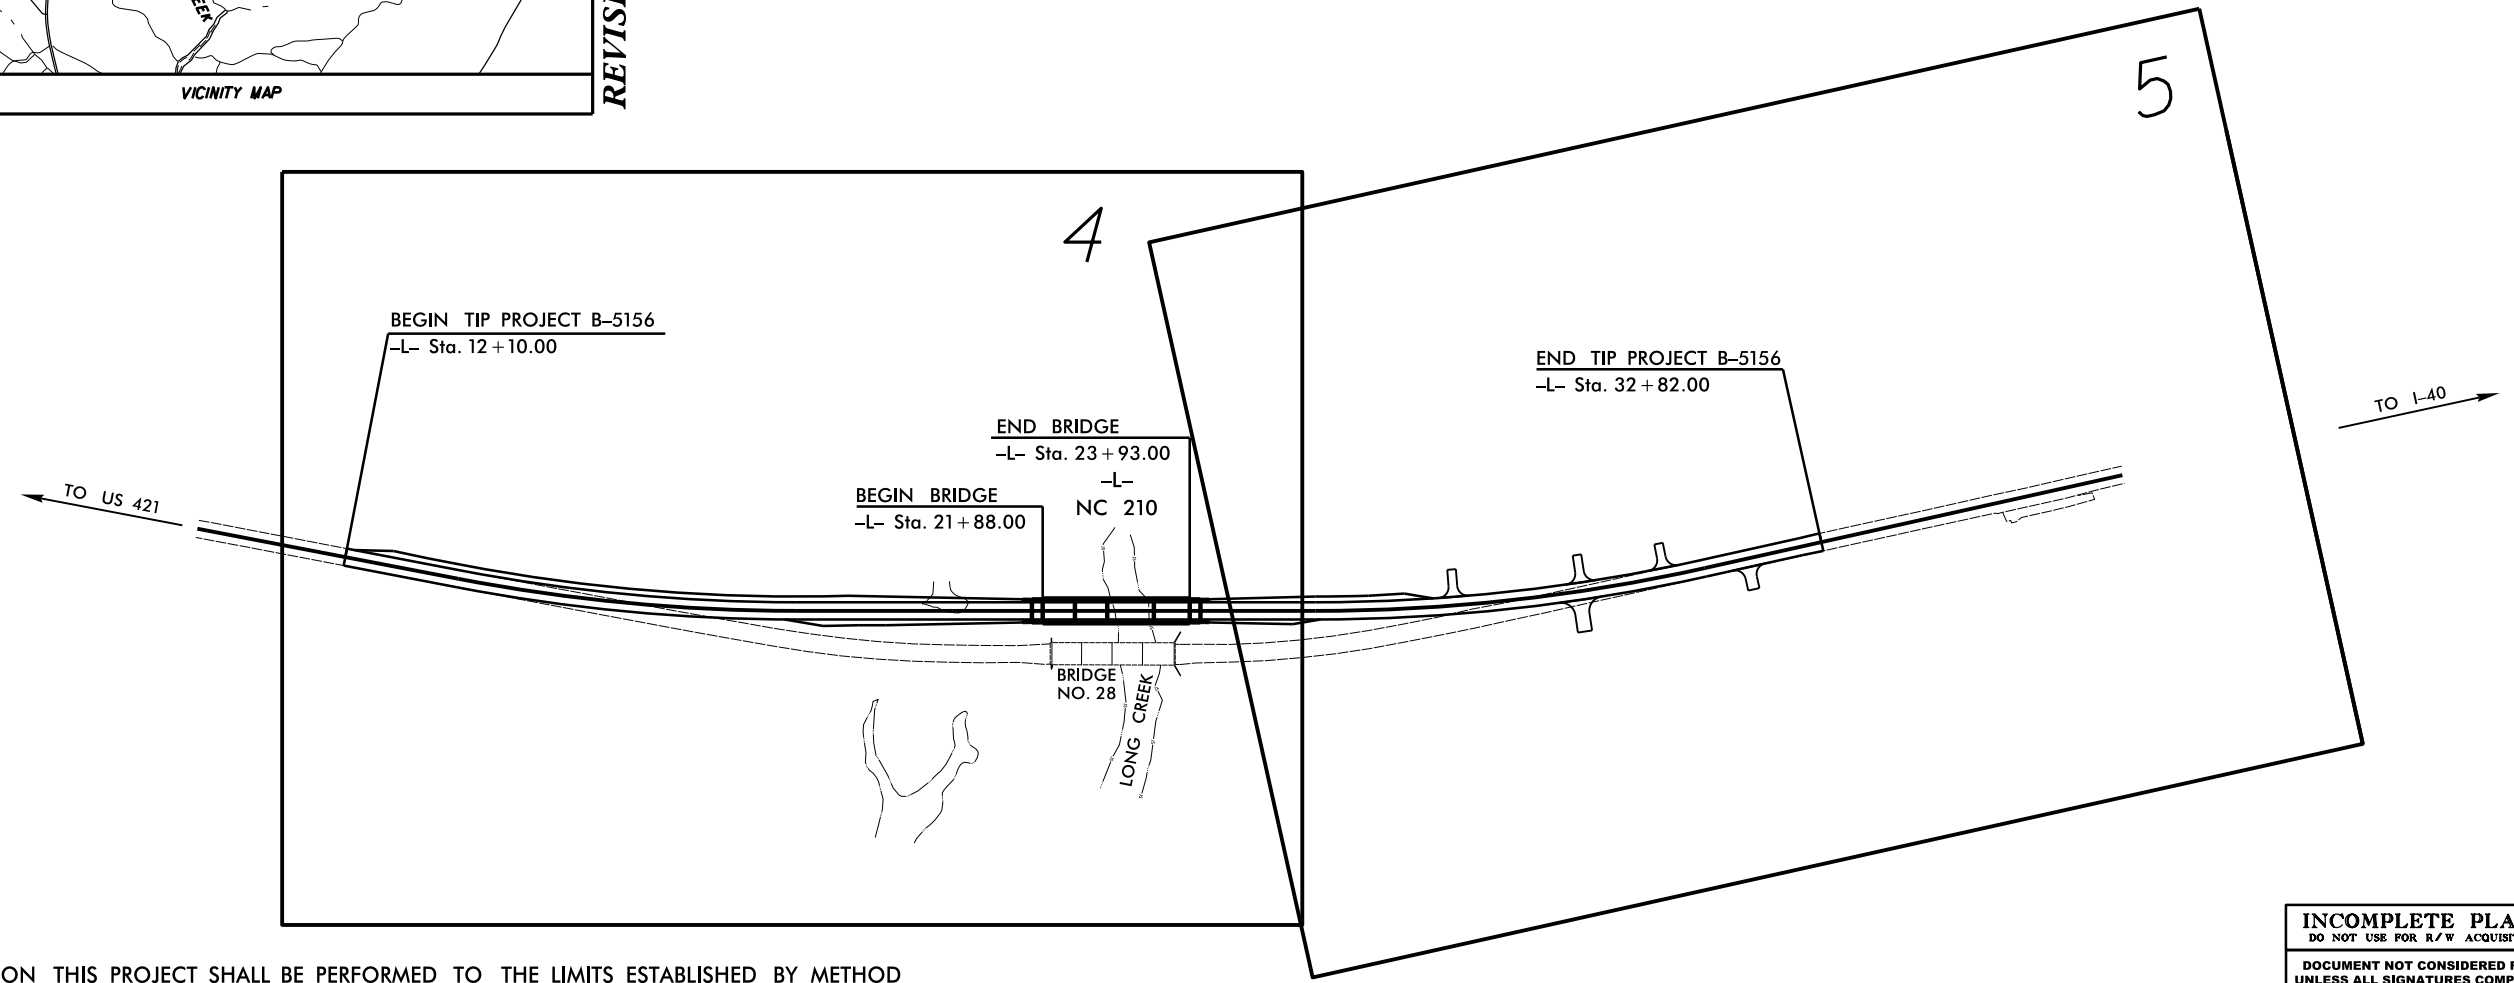 VICINITY MAP
5
4
BEGIN TIP PROJECT B–5156
–L– Sta. 12+10.00
END TIP PROJECT B–5156
–L– Sta. 32+82.00
TO I–40
END BRIDGE
–L– Sta. 23+93.00
–L–
NC 210
BEGIN BRIDGE
–L– Sta. 21+88.00
TO US 421
BRIDGE
NO. 28
LONG CREEK
ON THIS PROJECT SHALL BE PERFORMED TO THE LIMITS ESTABLISHED BY METHOD
INCOMPLETE PLA
DO NOT USE FOR R/W ACQUISI
DOCUMENT NOT CONSIDERED F
UNLESS ALL SIGNATURES COMP
REVIS
EEK